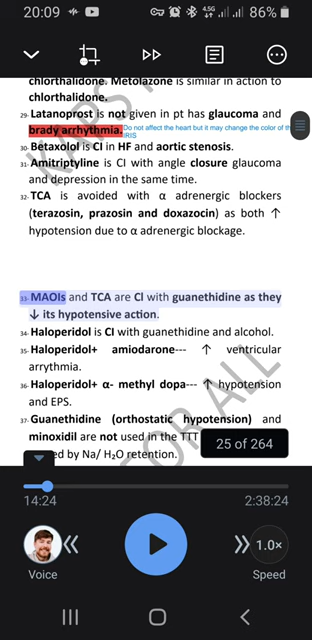 20:09
4.5G
86%
chlorthalidone. Metolazone is similar in action to
chlorthalidone.
29- Latanoprost is not given in pt has glaucoma and
brady arrhythmia. Do not affect the heart but it may change the color of th
IRIS
30- Betaxolol is CI in HF and aortic stenosis.
31- Amitriptyline is CI with angle closure glaucoma
and depression in the same time.
32- TCA is avoided with α adrenergic blockers
(terazosin, prazosin and doxazocin) as both ↑
hypotension due to α adrenergic blockage.
33- MAOIs and TCA are CI with guanethidine as they
↓ its hypotensive action.
34- Haloperidol is CI with guanethidine and alcohol.
35- Haloperidol+ amiodarone--- ↑ ventricular
arrythmia.
36- Haloperidol+ α- methyl dopa--- ↑ hypotension
and EPS.
37- Guanethidine (orthostatic hypotension) and
minoxidil are not used in the TTT
ed by Na/ H₂O retention.
25 of 264
FOR ALL
14:24
2:38:24
1.0×
Voice
Speed